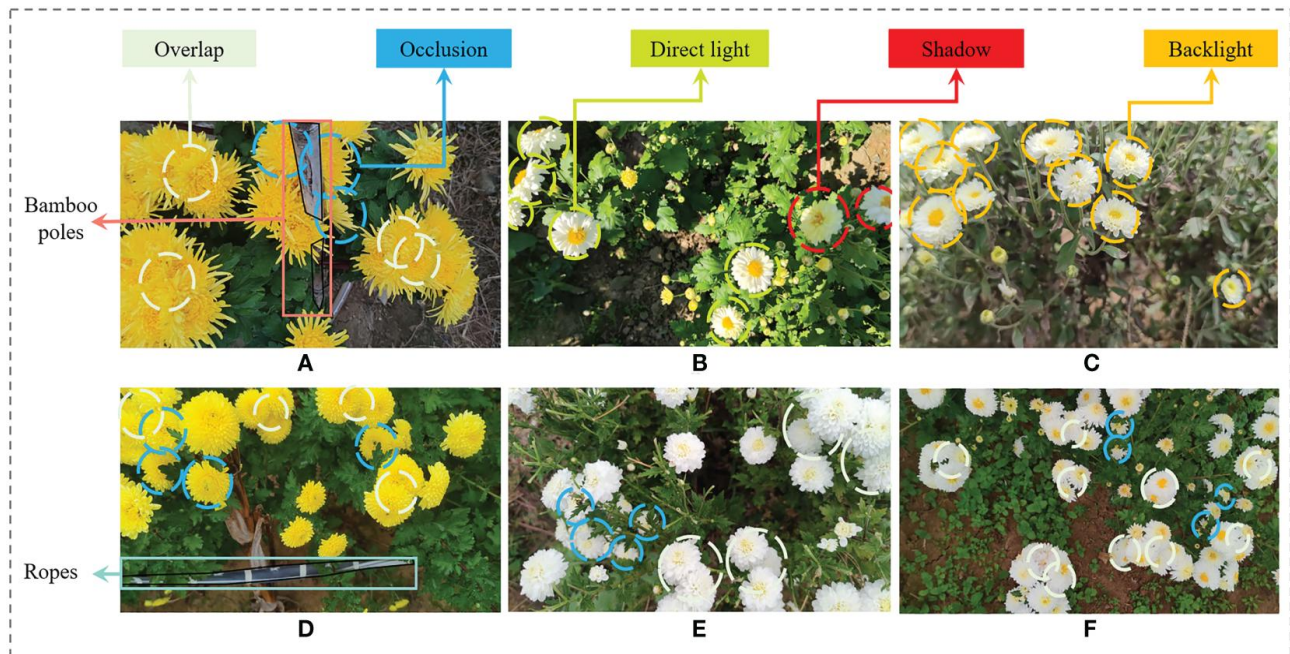 Overlap
Occlusion
Direct light
Shadow
Backlight
Bamboo
poles
A
B
C
Ropes
D
E
F